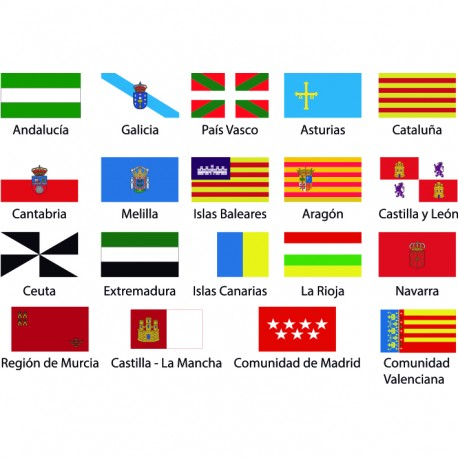 Andalucía
Galicia
País Vasco
Asturias
Cataluña
Cantabria
Melilla
Islas Baleares
Aragón
Castilla y León
Ceuta
Extremadura
Islas Canarias
La Rioja
Navarra
Región de Murcia
Castilla - La Mancha
Comunidad de Madrid
Comunidad
Valenciana